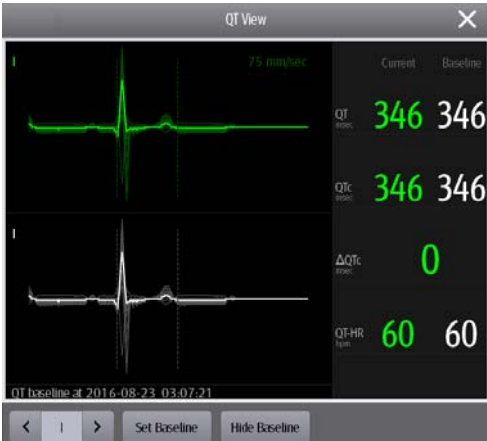 QT View
I
75 mm/sec
Current Baseline
QT 346 346
msec
QTc 346 346
msec
ΔQTc 0
msec
QT-HR 60 60
bpm
I
QT baseline at 2016-08-23 03:07:21
< I > Set Baseline Hide Baseline